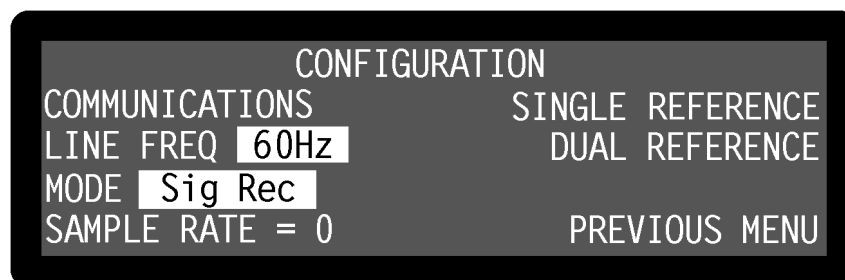 CONFIGURATION
COMMUNICATIONS SINGLE REFERENCE
LINE FREQ 60Hz DUAL REFERENCE
MODE Sig Rec
SAMPLE RATE = 0 PREVIOUS MENU